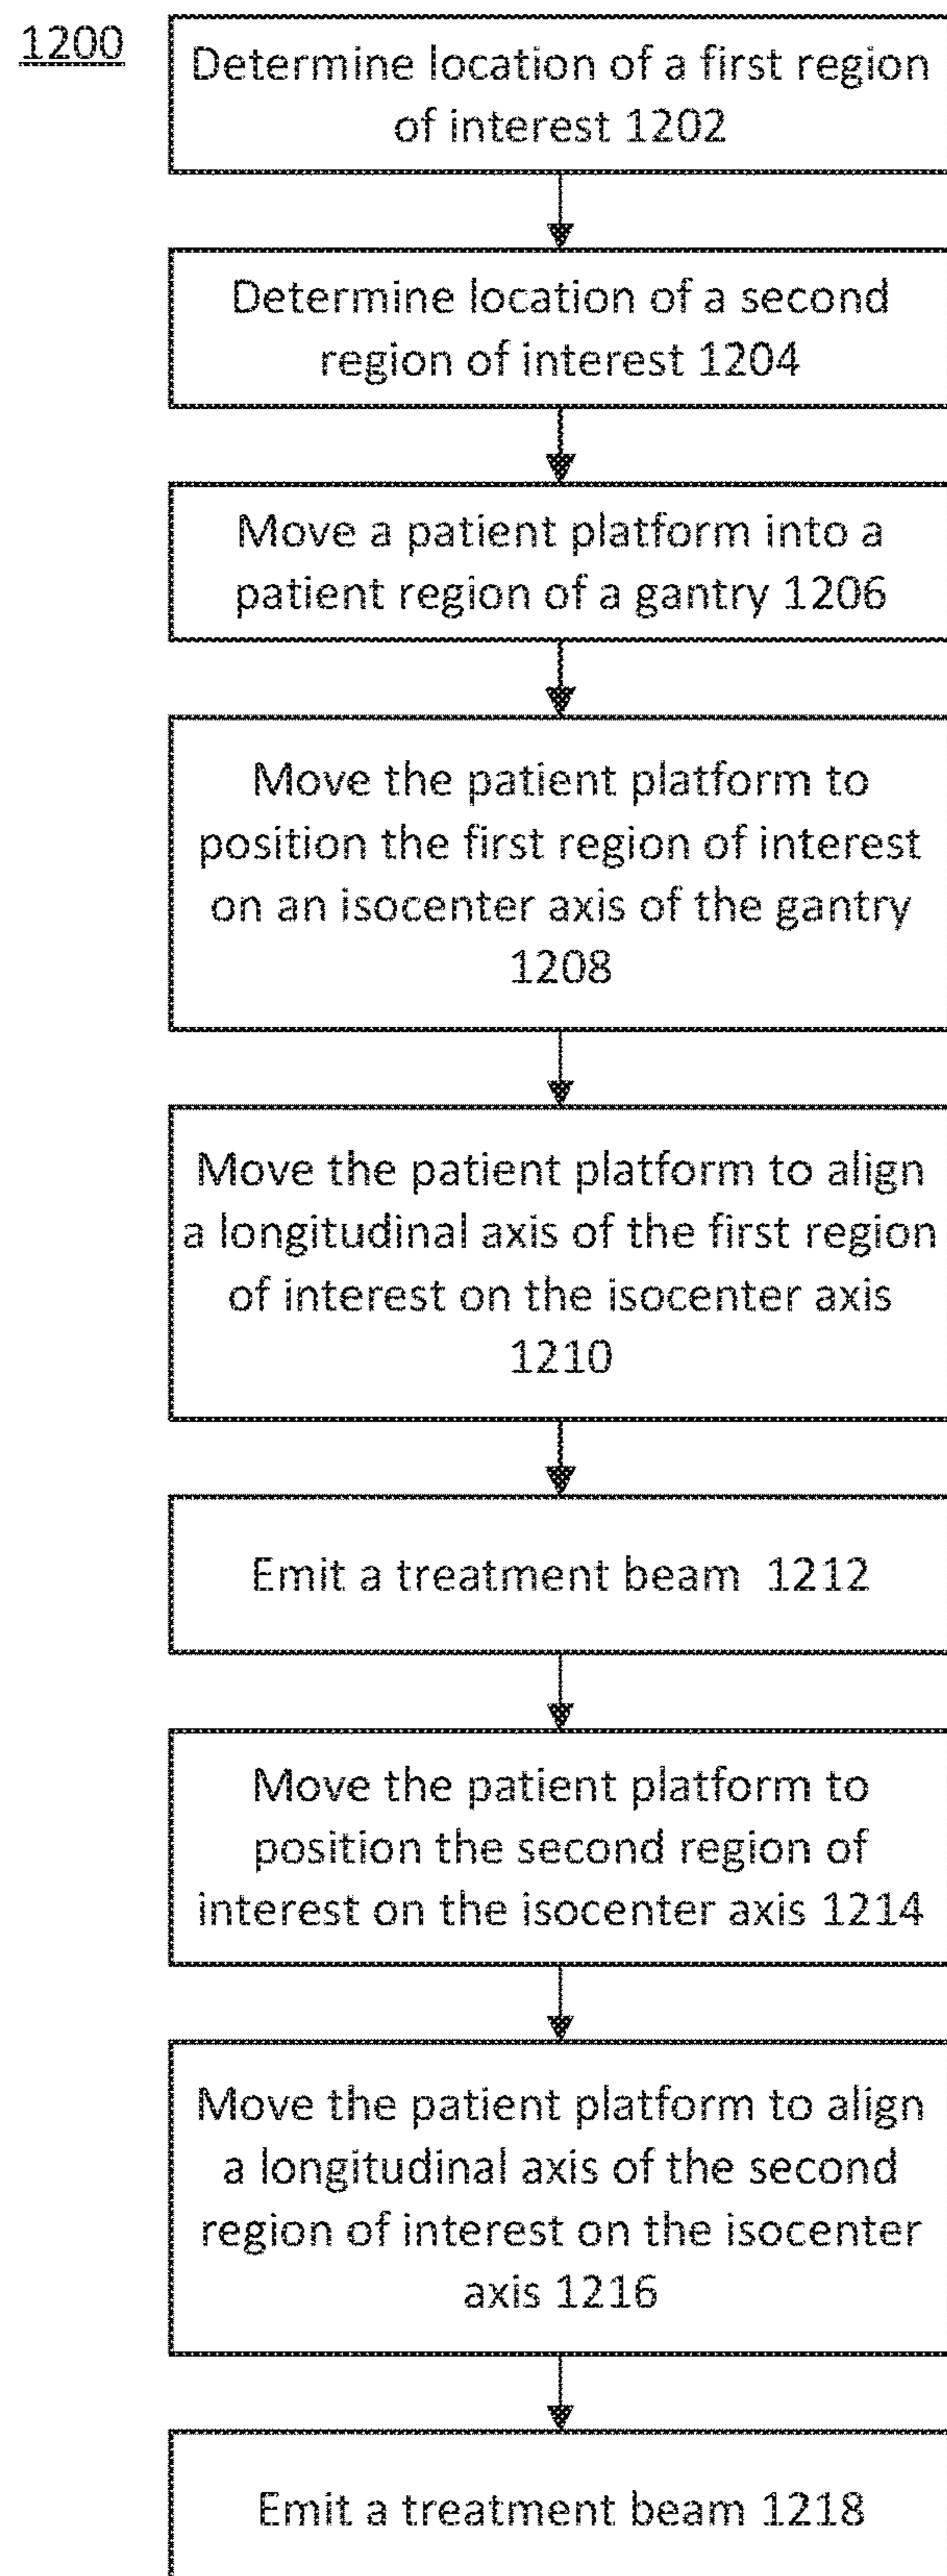 1200
Determine location of a first region
of interest 1202
Determine location of a second
region of interest 1204
Move a patient platform into a
patient region of a gantry 1206
Move the patient platform to
position the first region of interest
on an isocenter axis of the gantry
1208
Move the patient platform to align
a longitudinal axis of the first region
of interest on the isocenter axis
1210
Emit a treatment beam 1212
Move the patient platform to
position the second region of
interest on the isocenter axis 1214
Move the patient platform to align
a longitudinal axis of the second
region of interest on the isocenter
axis 1216
Emit a treatment beam 1218